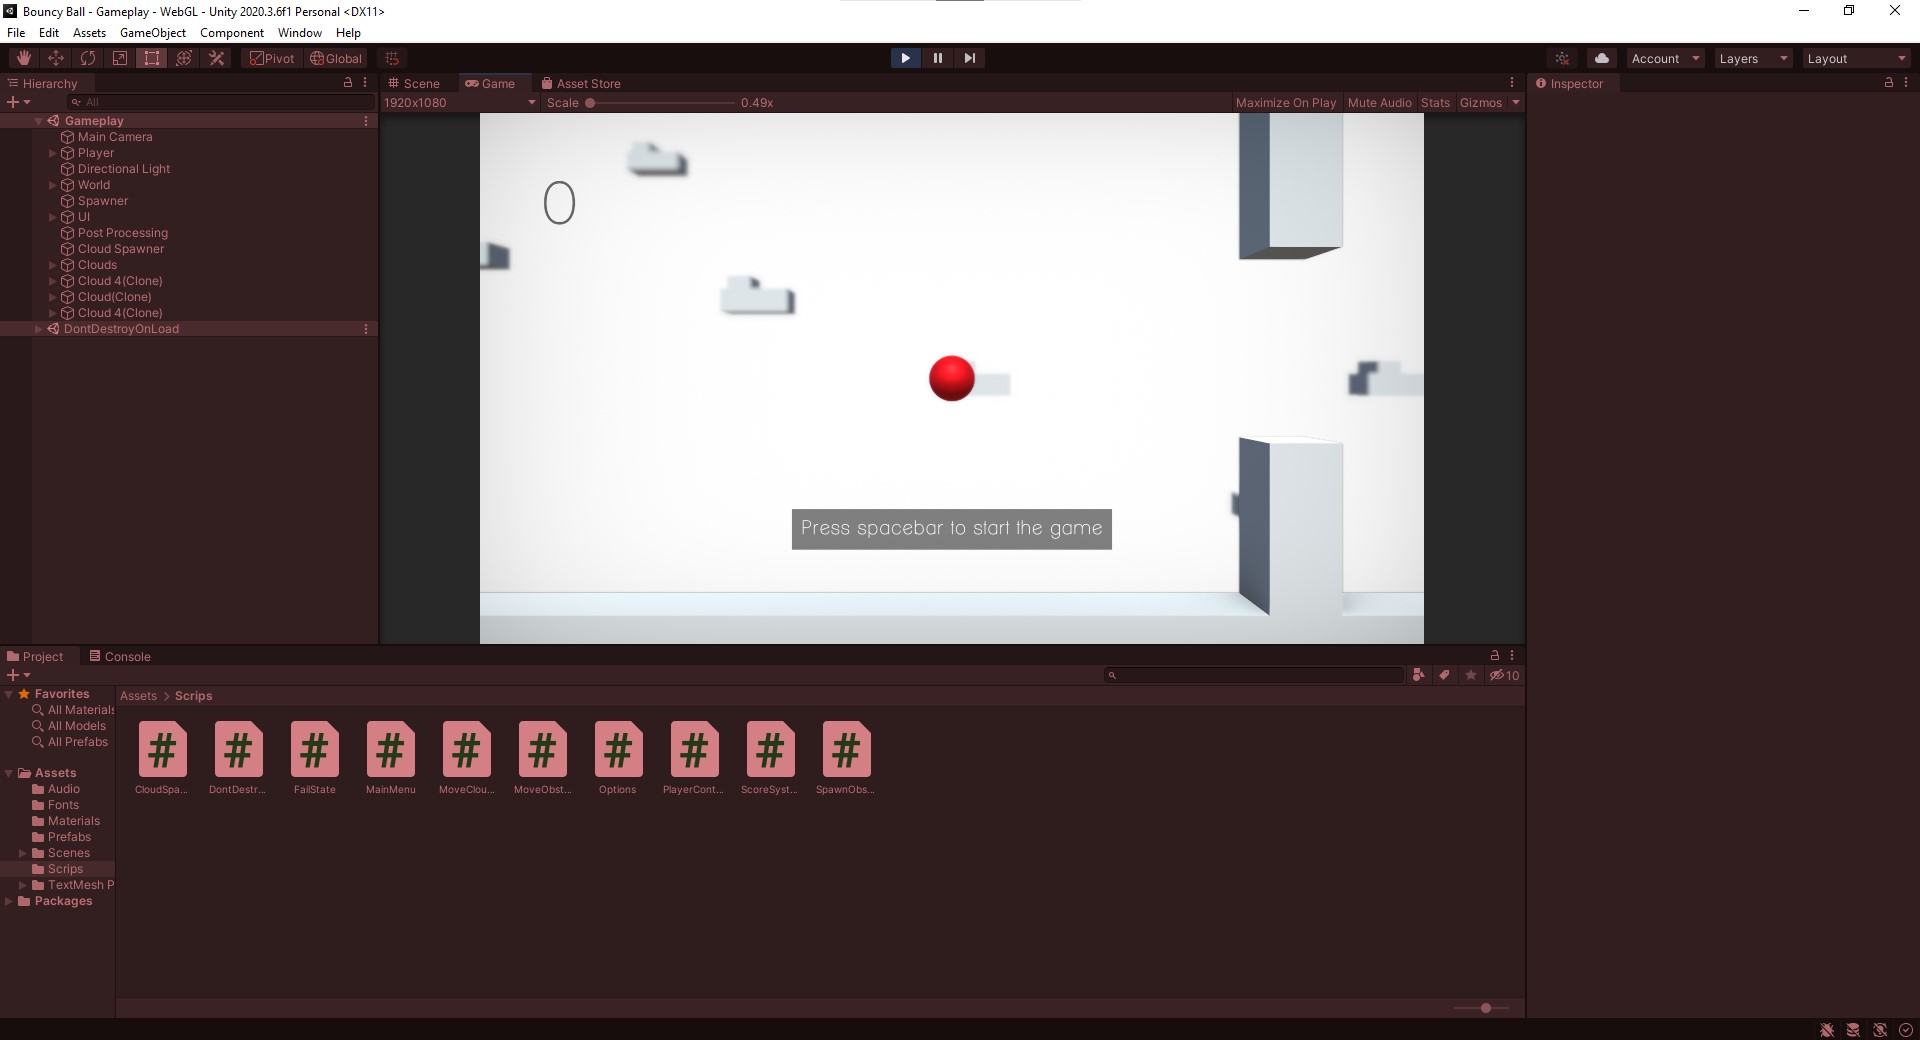 Bouncy Ball - Gameplay - WebGL - Unity 2020.3.6f1 Personal <DX11>
File Edit Assets GameObject Component Window Help
Pivot Global Account Layers Layout
Hierarchy
All
Gameplay
Main Camera
Player
Directional Light
World
Spawner
UI
Post Processing
Cloud Spawner
Clouds
Cloud 4(Clone)
Cloud(Clone)
Cloud 4(Clone)
DontDestroyOnLoad
Scene Game Asset Store
1920x1080 Scale 0.49x Maximize On Play Mute Audio Stats Gizmos
0
Press spacebar to start the game
Inspector
Project Console
10
Favorites
All Materials
All Models
All Prefabs
Assets
Audio
Fonts
Materials
Prefabs
Scenes
Scrips
TextMesh P
Packages
Assets > Scrips
# # # # # # # # # #
CloudSpa... DontDestr... FailState MainMenu MoveClou... MoveObst... Options PlayerCont... ScoreSyst... SpawnObs...